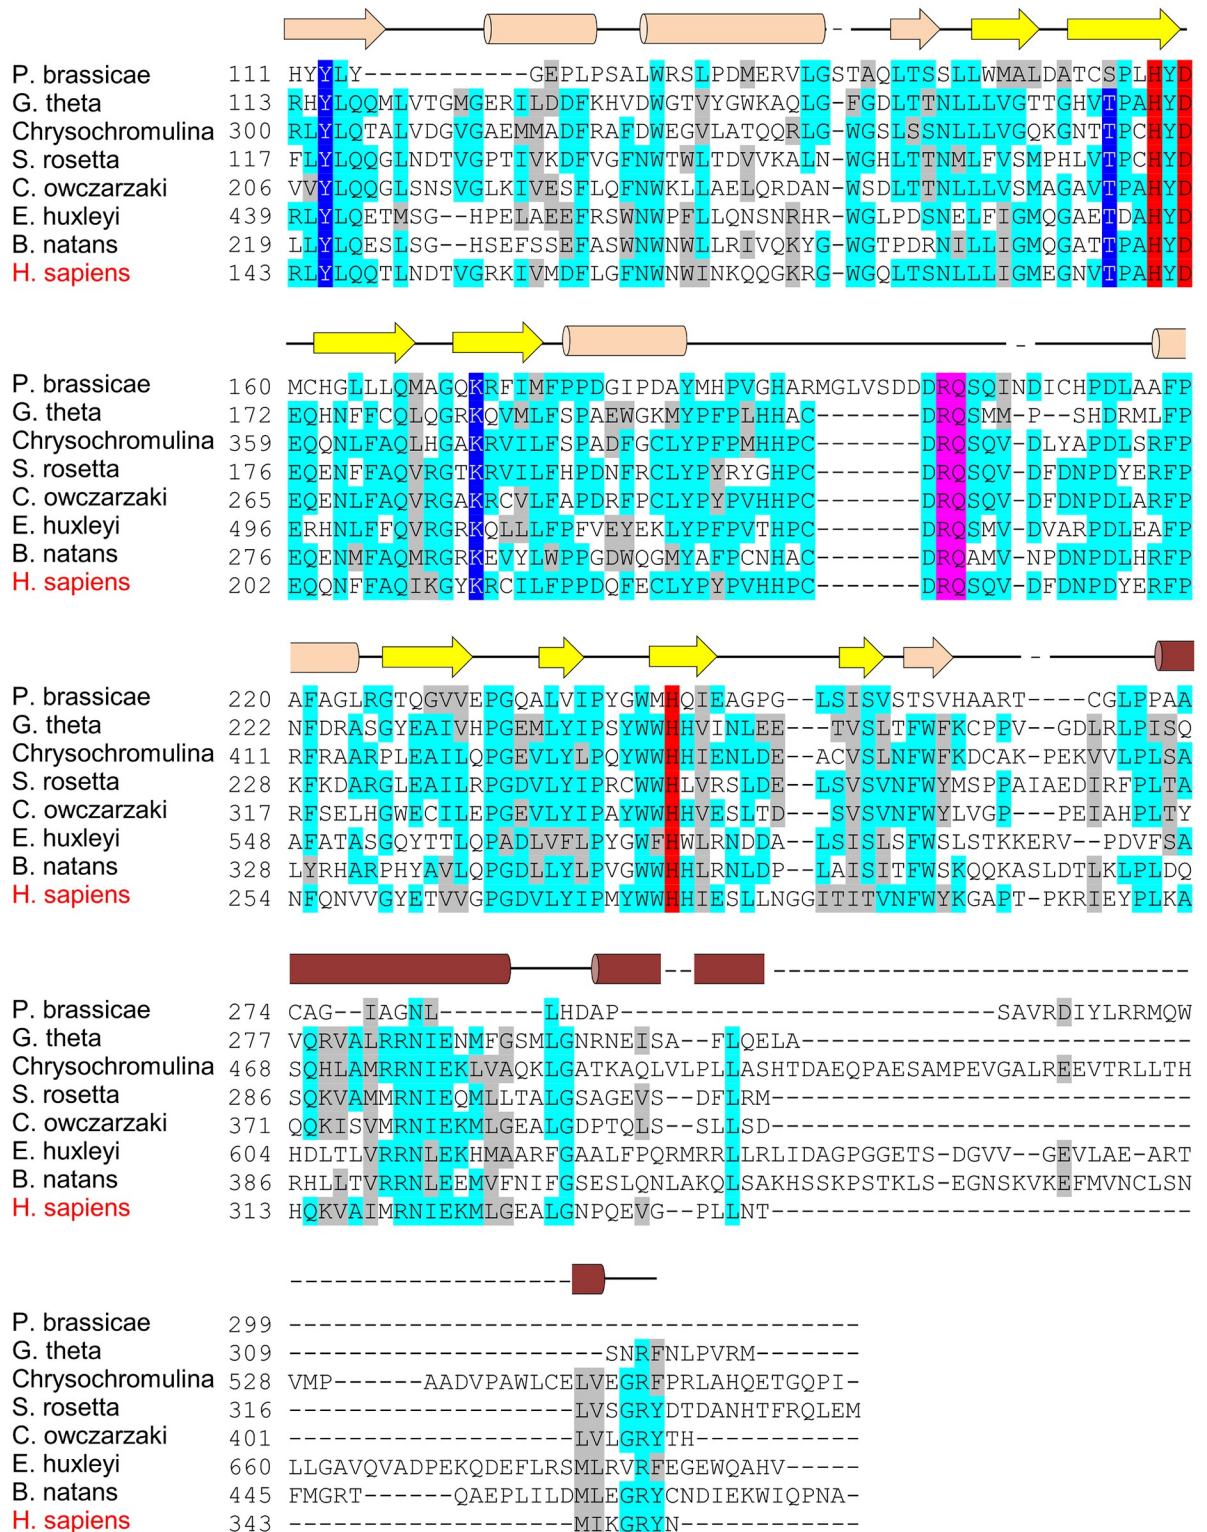 P. brassicae 111 HYYLY-----------GEPLPSALWRSLPDMERVLGSTAQLTSSLLWMALDATCSPLHYD
G. theta 113 RHYLQQMLVTGMGERILDDFKHVDWGTVYGWKAQLG-FGDLTTNLLLVGTTGHVTPAHYD
Chrysochromulina 300 RLYLQTALVDGVGAEMMADFRAFDWEGVLATQQRLG-WGSLSSNLLLVGQKGNTTPCHYD
S. rosetta 117 FLYLQQGLNDTVGPTIVKDFVGFNWTWLTDVVKALN-WGHLTTNMLFVSMPHLVTPCHYD
C. owczarzaki 206 VVYLQQGLSNSVGLKIVESFLQFNWKLLAELQRDAN-WSDLTTNLLLVSMAGAVTPAHYD
E. huxleyi 439 RLYLQETMSG--HPELAEEFRSWNWPFLLQNSNRHR-WGLPDSNELFIGMQGAETDAHYD
B. natans 219 LLYLQESLSG--HSEFSSEFASWNWNWLLRIVQKYG-WGTPDRNILLIGMQGATTPAHYD
H. sapiens 143 RLYLQQTLNDTVGRKIVMDFLGFNWNWINKQQGKRG-WGQLTSNLLLIGMEGNVTPAHYD
P. brassicae 160 MCHGLLLQMAGQKRFIMFPPDGIPDAYMHPVGHARMGLVSDDDRQSQINDICHPDLAAFP
G. theta 172 EQHNFFCQLQGRKQVMLFSPAEWGKMYPFPLHHAC-------DRQSMM-P--SHDRMLFP
Chrysochromulina 359 EQQNLFAQLHGAKRVILFSPADFGCLYPFPMHHPC-------DRQSQV-DLYAPDLSRFP
S. rosetta 176 EQENFFAQVRGTKRVILFHPDNFRCLYPYRYGHPC-------DRQSQV-DFDNPDYERFP
C. owczarzaki 265 EQENLFAQVRGAKRCVLFAPDRFPCLYPYPVHHPC-------DRQSQV-DFDNPDLARFP
E. huxleyi 496 ERHNLFFQVRGRKQLLLFPFVEYEKLYPFPVTHPC-------DRQSMV-DVARPDLEAFP
B. natans 276 EQENMFAQMRGRKEVYLWPPGDWQGMYAFPCNHAC-------DRQAMV-NPDNPDLHRFP
H. sapiens 202 EQQNFFAQIKGYKRCILFPPDQFECLYPYPVHHPC-------DRQSQV-DFDNPDYERFP
P. brassicae 220 AFAGLRGTQGVVEPGQALVIPYGWMHQIEAGPG--LSISVSTSVHAART----CGLPPAA
G. theta 222 NFDRASGYEAIVHPGEMLYIPSYWWHHVINLEE---TVSLTFWFKCPPV---GDLRLPISQ
Chrysochromulina 411 RFRAARPLEAILQPGEVLYLPQYWWHHIENLDE--ACVSLNFWFKDCAK-PEKVVLPLSA
S. rosetta 228 KFKDARGLEAILRPGDVLYIPRCWWHLVRSLDE--LSVSVNFWYMSPPAIAEDIRFPLTA
C. owczarzaki 317 RFSELHGWECILEPGEVLYIPAYWWHHVESLTD---SVSVNFWYLVGP---PEIAHPLTY
E. huxleyi 548 AFATASGQYTTLQPADLVFLPYGWFHWLRNDDA--LSISLSFWSLSTKKERV--PDVFSA
B. natans 328 LYRHARPHYAVLQPGDLLYLPVGWWHHLRNLDP--LAISITFWSKQQKASLDTLKLPLDQ
H. sapiens 254 NFQNVVGYETVVGPGDVLYIPMYWWHHIESLLNGGITITVNFWYKGAPT-PKRIEYPLKA
P. brassicae 274 CAG--IAGNL-------LHDAP-------------------------SAVRDIYLRRMQW
G. theta 277 VQRVALRRNIENMFGSMLGNRNEISA--FLQELA--------------------------
Chrysochromulina 468 SQHLAMRRNIEKLVAQKLGATKAQLVLPLLASHTDAEQPAESAMPEVGALREEVTRLLTH
S. rosetta 286 SQKVAMMRNIEQMLLTALGSAGEVS--DFLRM----------------------------
C. owczarzaki 371 QQKISVMRNIEKMLGEALGDPTQLS--SLLSD----------------------------
E. huxleyi 604 HDLTLVRRNLEKHMAARFGAALFPQRMRRLLRLIDAGPGGETS-DGVV--GEVLAE-ART
B. natans 386 RHLLTVRRNLEEMVFNIFGSESLQNLAKQLSAKHSSKPSTKLS-EGNSKVKEFMVNCLSN
H. sapiens 313 HQKVAIMRNIEKMLGEALGNPQEVG--PLLNT----------------------------
P. brassicae 299 --------------------------------------
G. theta 309 ---------------------SNRFNLPVRM-------
Chrysochromulina 528 VMP------AADVPAWLCELVEGRFPRLAHQETGQPI-
S. rosetta 316 -------------------LVSGRYDTDANHTFRQLEM
C. owczarzaki 401 -------------------LVLGRYTH-----------
E. huxleyi 660 LLGAVQVADPEKQDEFLRSMLRVRFEGEWQAHV-----
B. natans 445 FMGRT------QAEPLILDMLEGRYCNDIEKWIQPNA-
H. sapiens 343 -------------------MIKGRYN------------